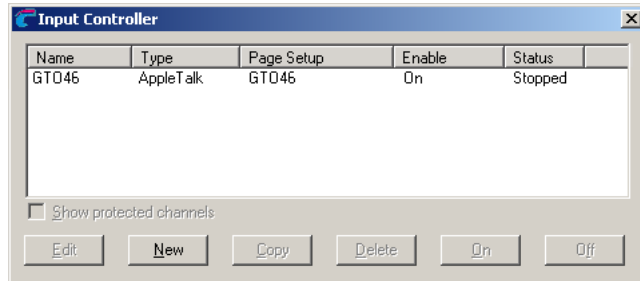 Input Controller
Name Type Page Setup Enable Status
GTO46 AppleTalk GTO46 On Stopped
Show protected channels
Edit New Copy Delete On Off